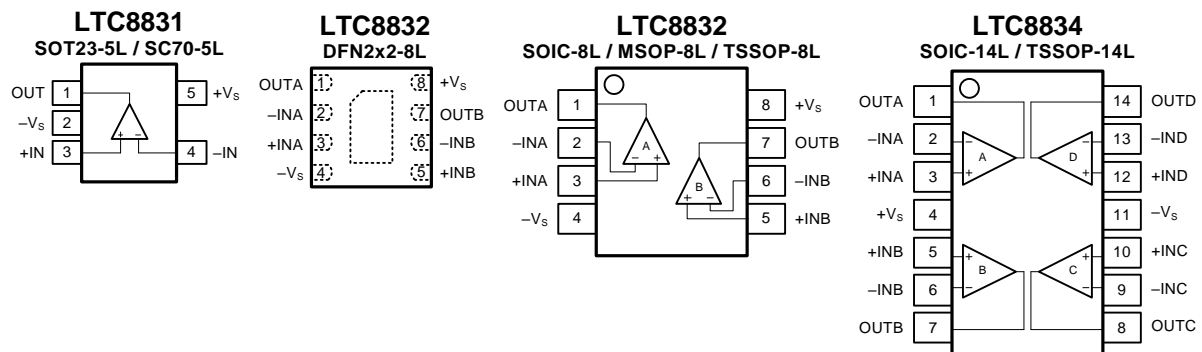 LTC8831
SOT23-5L / SC70-5L
OUT 1
–VS 2
+IN 3
5 +VS
4 –IN
+ –
LTC8832
DFN2x2-8L
OUTA 1
–INA 2
+INA 3
–VS 4
8 +VS
7 OUTB
6 –INB
5 +INB
LTC8832
SOIC-8L / MSOP-8L / TSSOP-8L
OUTA 1
–INA 2
+INA 3
–VS 4
8 +VS
7 OUTB
6 –INB
5 +INB
A
– +
B
+ –
LTC8834
SOIC-14L / TSSOP-14L
OUTA 1
–INA 2
+INA 3
+VS 4
+INB 5
–INB 6
OUTB 7
14 OUTD
13 –IND
12 +IND
11 –VS
10 +INC
9 –INC
8 OUTC
– A D –
+ +
+ B C +
– –